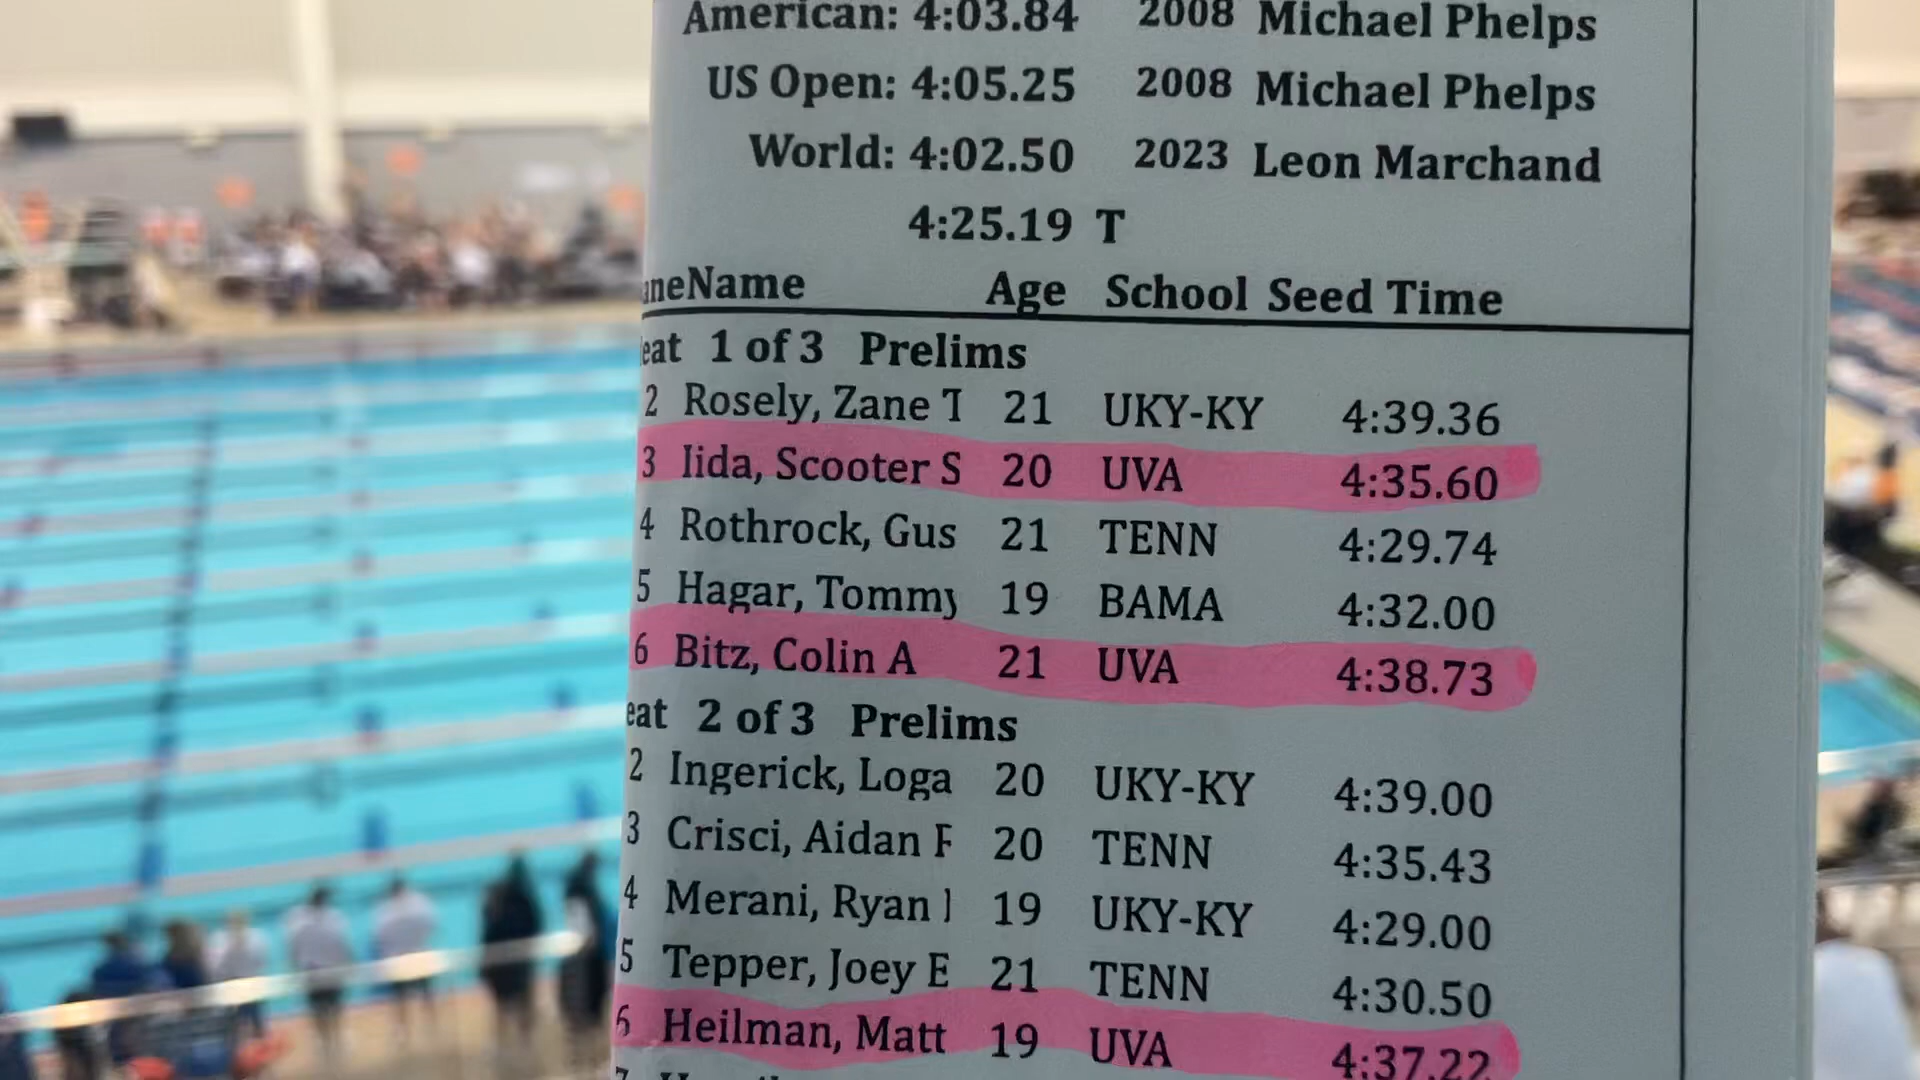 American: 4:03.84 2008 Michael Phelps
US Open: 4:05.25 2008 Michael Phelps
World: 4:02.50 2023 Leon Marchand
4:25.19 T
aneName Age School Seed Time
eat 1 of 3 Prelims
2 Rosely, Zane T 21 UKY-KY 4:39.36
3 Iida, Scooter S 20 UVA 4:35.60
4 Rothrock, Gus 21 TENN 4:29.74
5 Hagar, Tommy 19 BAMA 4:32.00
6 Bitz, Colin A 21 UVA 4:38.73
eat 2 of 3 Prelims
2 Ingerick, Loga 20 UKY-KY 4:39.00
3 Crisci, Aidan F 20 TENN 4:35.43
4 Merani, Ryan 19 UKY-KY 4:29.00
5 Tepper, Joey E 21 TENN 4:30.50
6 Heilman, Matt 19 UVA 4:37.22